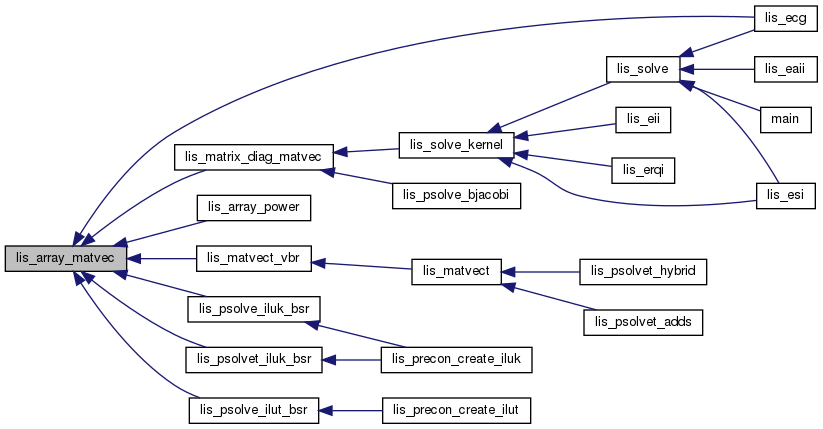 lis_ecg
lis_solve
lis_eaii
lis_eii
main
lis_matrix_diag_matvec
lis_solve_kernel
lis_erqi
lis_psolve_bjacobi
lis_esi
lis_array_power
lis_array_matvec
lis_matvect_vbr
lis_matvect
lis_psolvet_hybrid
lis_psolve_iluk_bsr
lis_psolvet_adds
lis_psolvet_iluk_bsr
lis_precon_create_iluk
lis_psolve_ilut_bsr
lis_precon_create_ilut